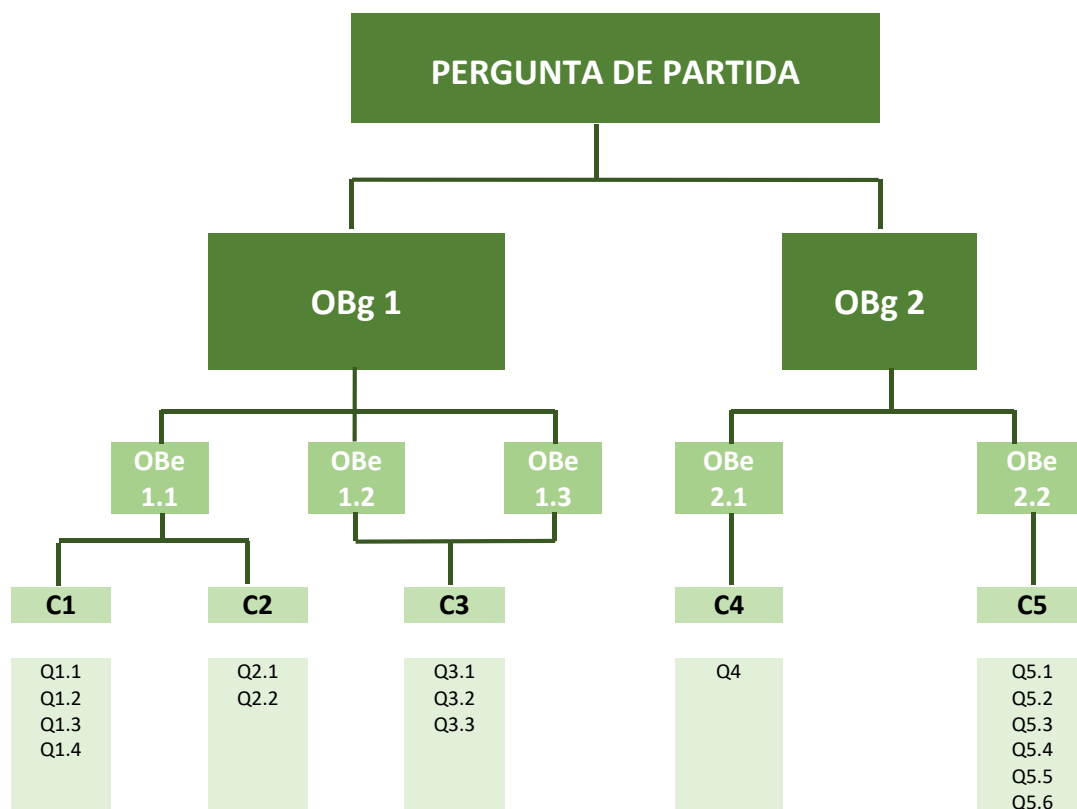 PERGUNTA DE PARTIDA
OBg 1
OBg 2
OBe
1.1
OBe
1.2
OBe
1.3
OBe
2.1
OBe
2.2
C1
C2
C3
C4
C5
Q1.1
Q1.2
Q1.3
Q1.4
Q2.1
Q2.2
Q3.1
Q3.2
Q3.3
Q4
Q5.1
Q5.2
Q5.3
Q5.4
Q5.5
Q5.6